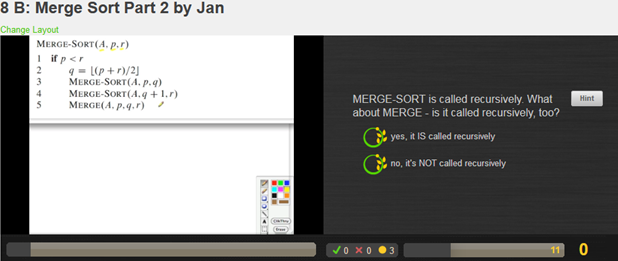 8 B: Merge Sort Part 2 by Jan
Change Layout
MERGE-SORT(A, p, r)
1 if p < r
2 q = ⌊(p + r)/2⌋
3 MERGE-SORT(A, p, q)
4 MERGE-SORT(A, q + 1, r)
5 MERGE(A, p, q, r)
MERGE-SORT is called recursively. What
about MERGE - is it called recursively, too?
Hint
yes, it IS called recursively
no, it's NOT called recursively
A
Erase
0 0 3
11
0